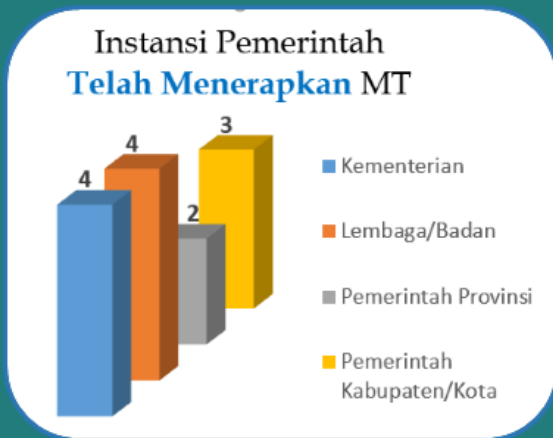 Instansi Pemerintah
Telah Menerapkan MT
4
4
2
3
Kementerian
Lembaga/Badan
Pemerintah Provinsi
Pemerintah
Kabupaten/Kota